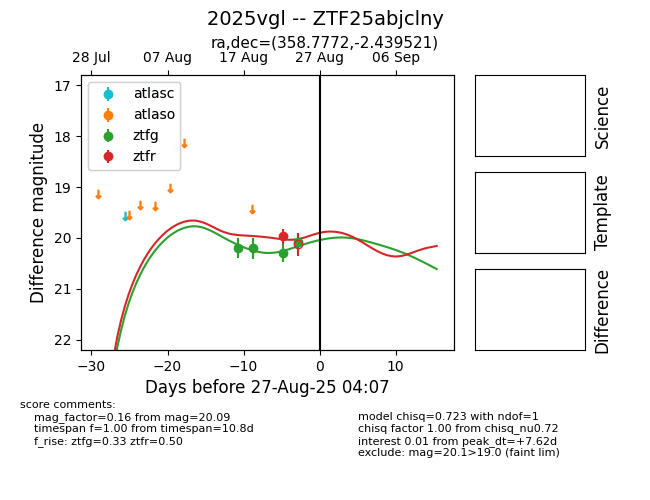 2025vgl -- ZTF25abjclny
ra,dec=(358.7772,-2.439521)
28 Jul
07 Aug
17 Aug
27 Aug
06 Sep
17
18
19
20
21
22
Difference magnitude
atlasc
atlaso
ztfg
ztfr
−30
−20
−10
0
10
Days before 27-Aug-25 04:07
Science
Template
Difference
score comments:
mag_factor=0.16 from mag=20.09
timespan f=1.00 from timespan=10.8d
f_rise: ztfg=0.33 ztfr=0.50
model chisq=0.723 with ndof=1
chisq factor 1.00 from chisq_nu0.72
interest 0.01 from peak_dt=+7.62d
exclude: mag=20.1>19.0 (faint lim)